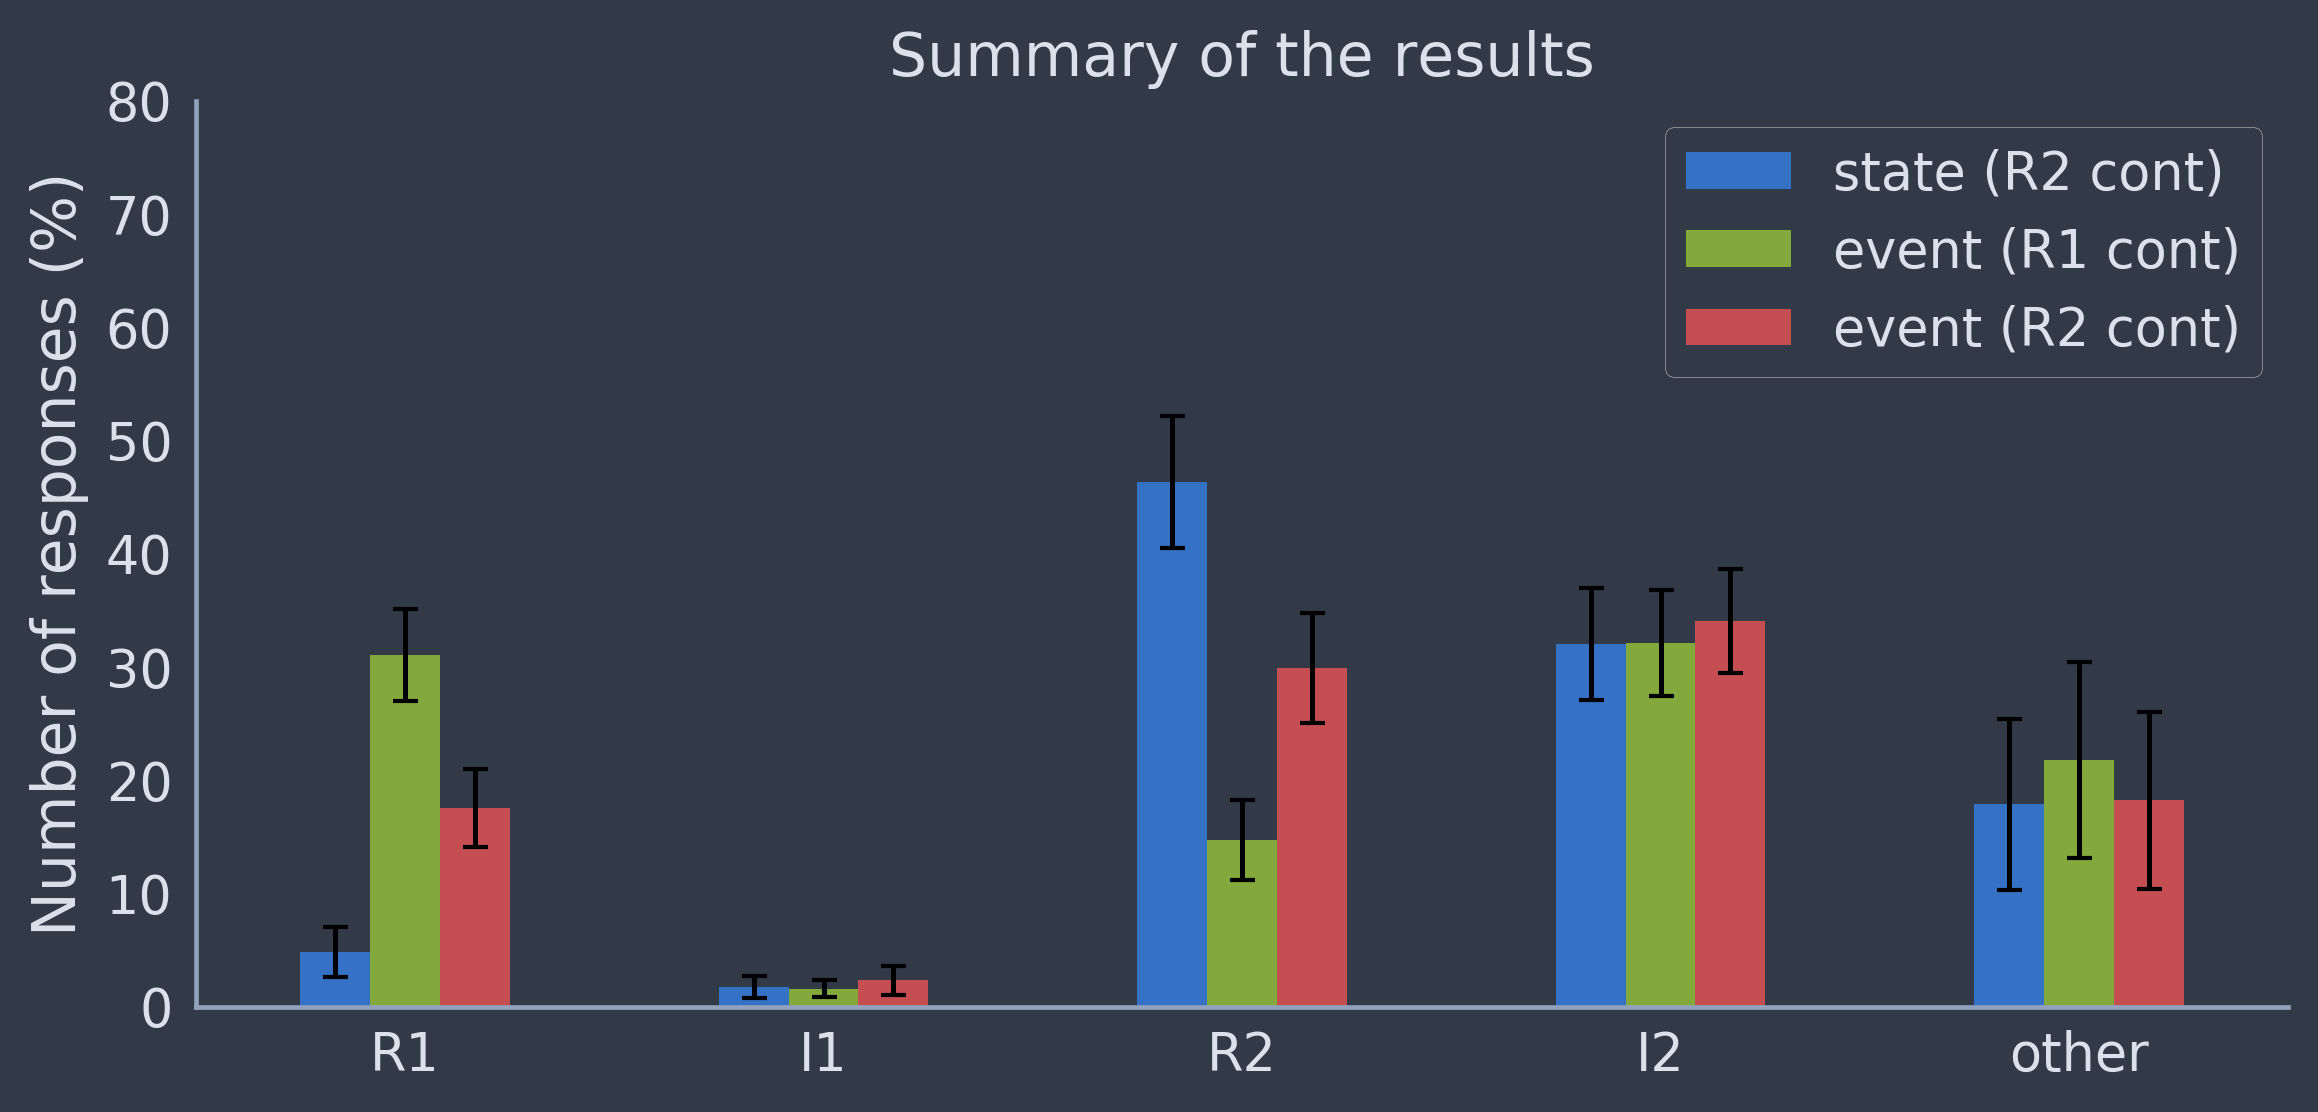 Summary of the results
Number of responses (%)
80
70
60
50
40
30
20
10
0
state (R2 cont)
event (R1 cont)
event (R2 cont)
R1
I1
R2
I2
other